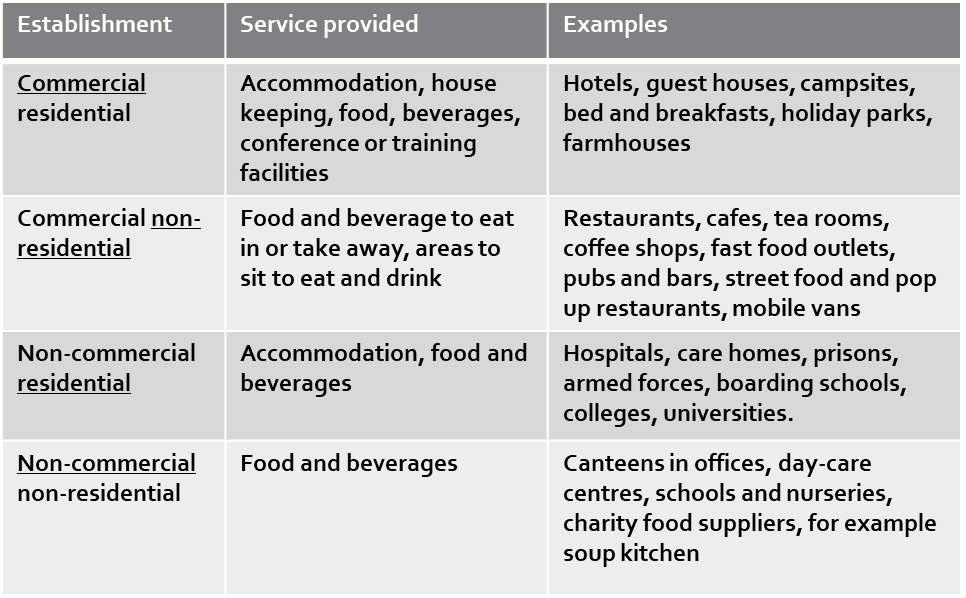 Establishment
Service provided
Examples
Commercial
residential
Accommodation, house
keeping, food, beverages,
conference or training
facilities
Hotels, guest houses, campsites,
bed and breakfasts, holiday parks,
farmhouses
Commercial non-
residential
Food and beverage to eat
in or take away, areas to
sit to eat and drink
Restaurants, cafes, tea rooms,
coffee shops, fast food outlets,
pubs and bars, street food and pop
up restaurants, mobile vans
Non-commercial
residential
Accommodation, food and
beverages
Hospitals, care homes, prisons,
armed forces, boarding schools,
colleges, universities.
Non-commercial
non-residential
Food and beverages
Canteens in offices, day-care
centres, schools and nurseries,
charity food suppliers, for example
soup kitchen